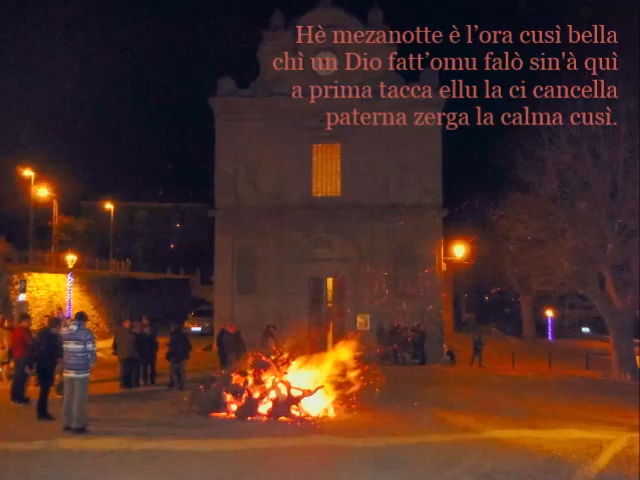 Hè mezanotte è l’ora cusì bella
chì un Dio fatt’omu falò sin'à quì
a prima tacca ellu la ci cancella
paterna zerga la calma cusì.